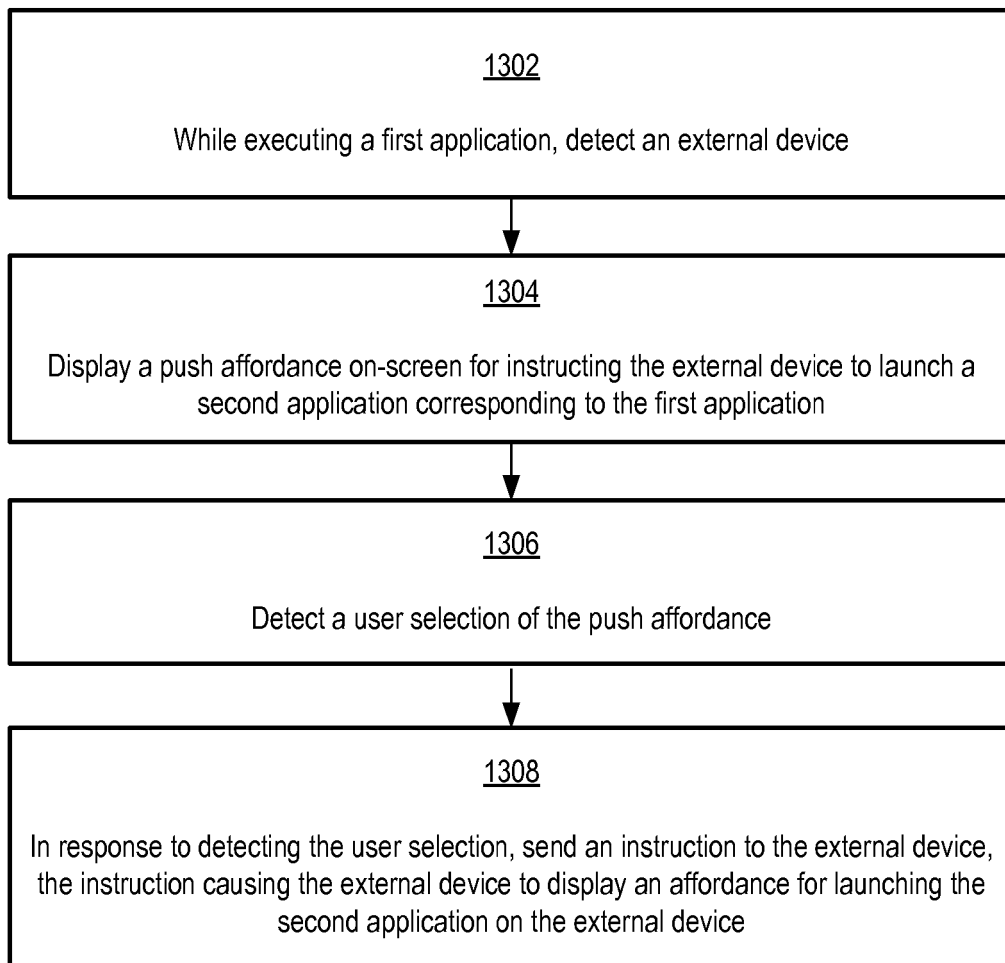 1302
While executing a first application, detect an external device
1304
Display a push affordance on-screen for instructing the external device to launch a
second application corresponding to the first application
1306
Detect a user selection of the push affordance
1308
In response to detecting the user selection, send an instruction to the external device,
the instruction causing the external device to display an affordance for launching the
second application on the external device